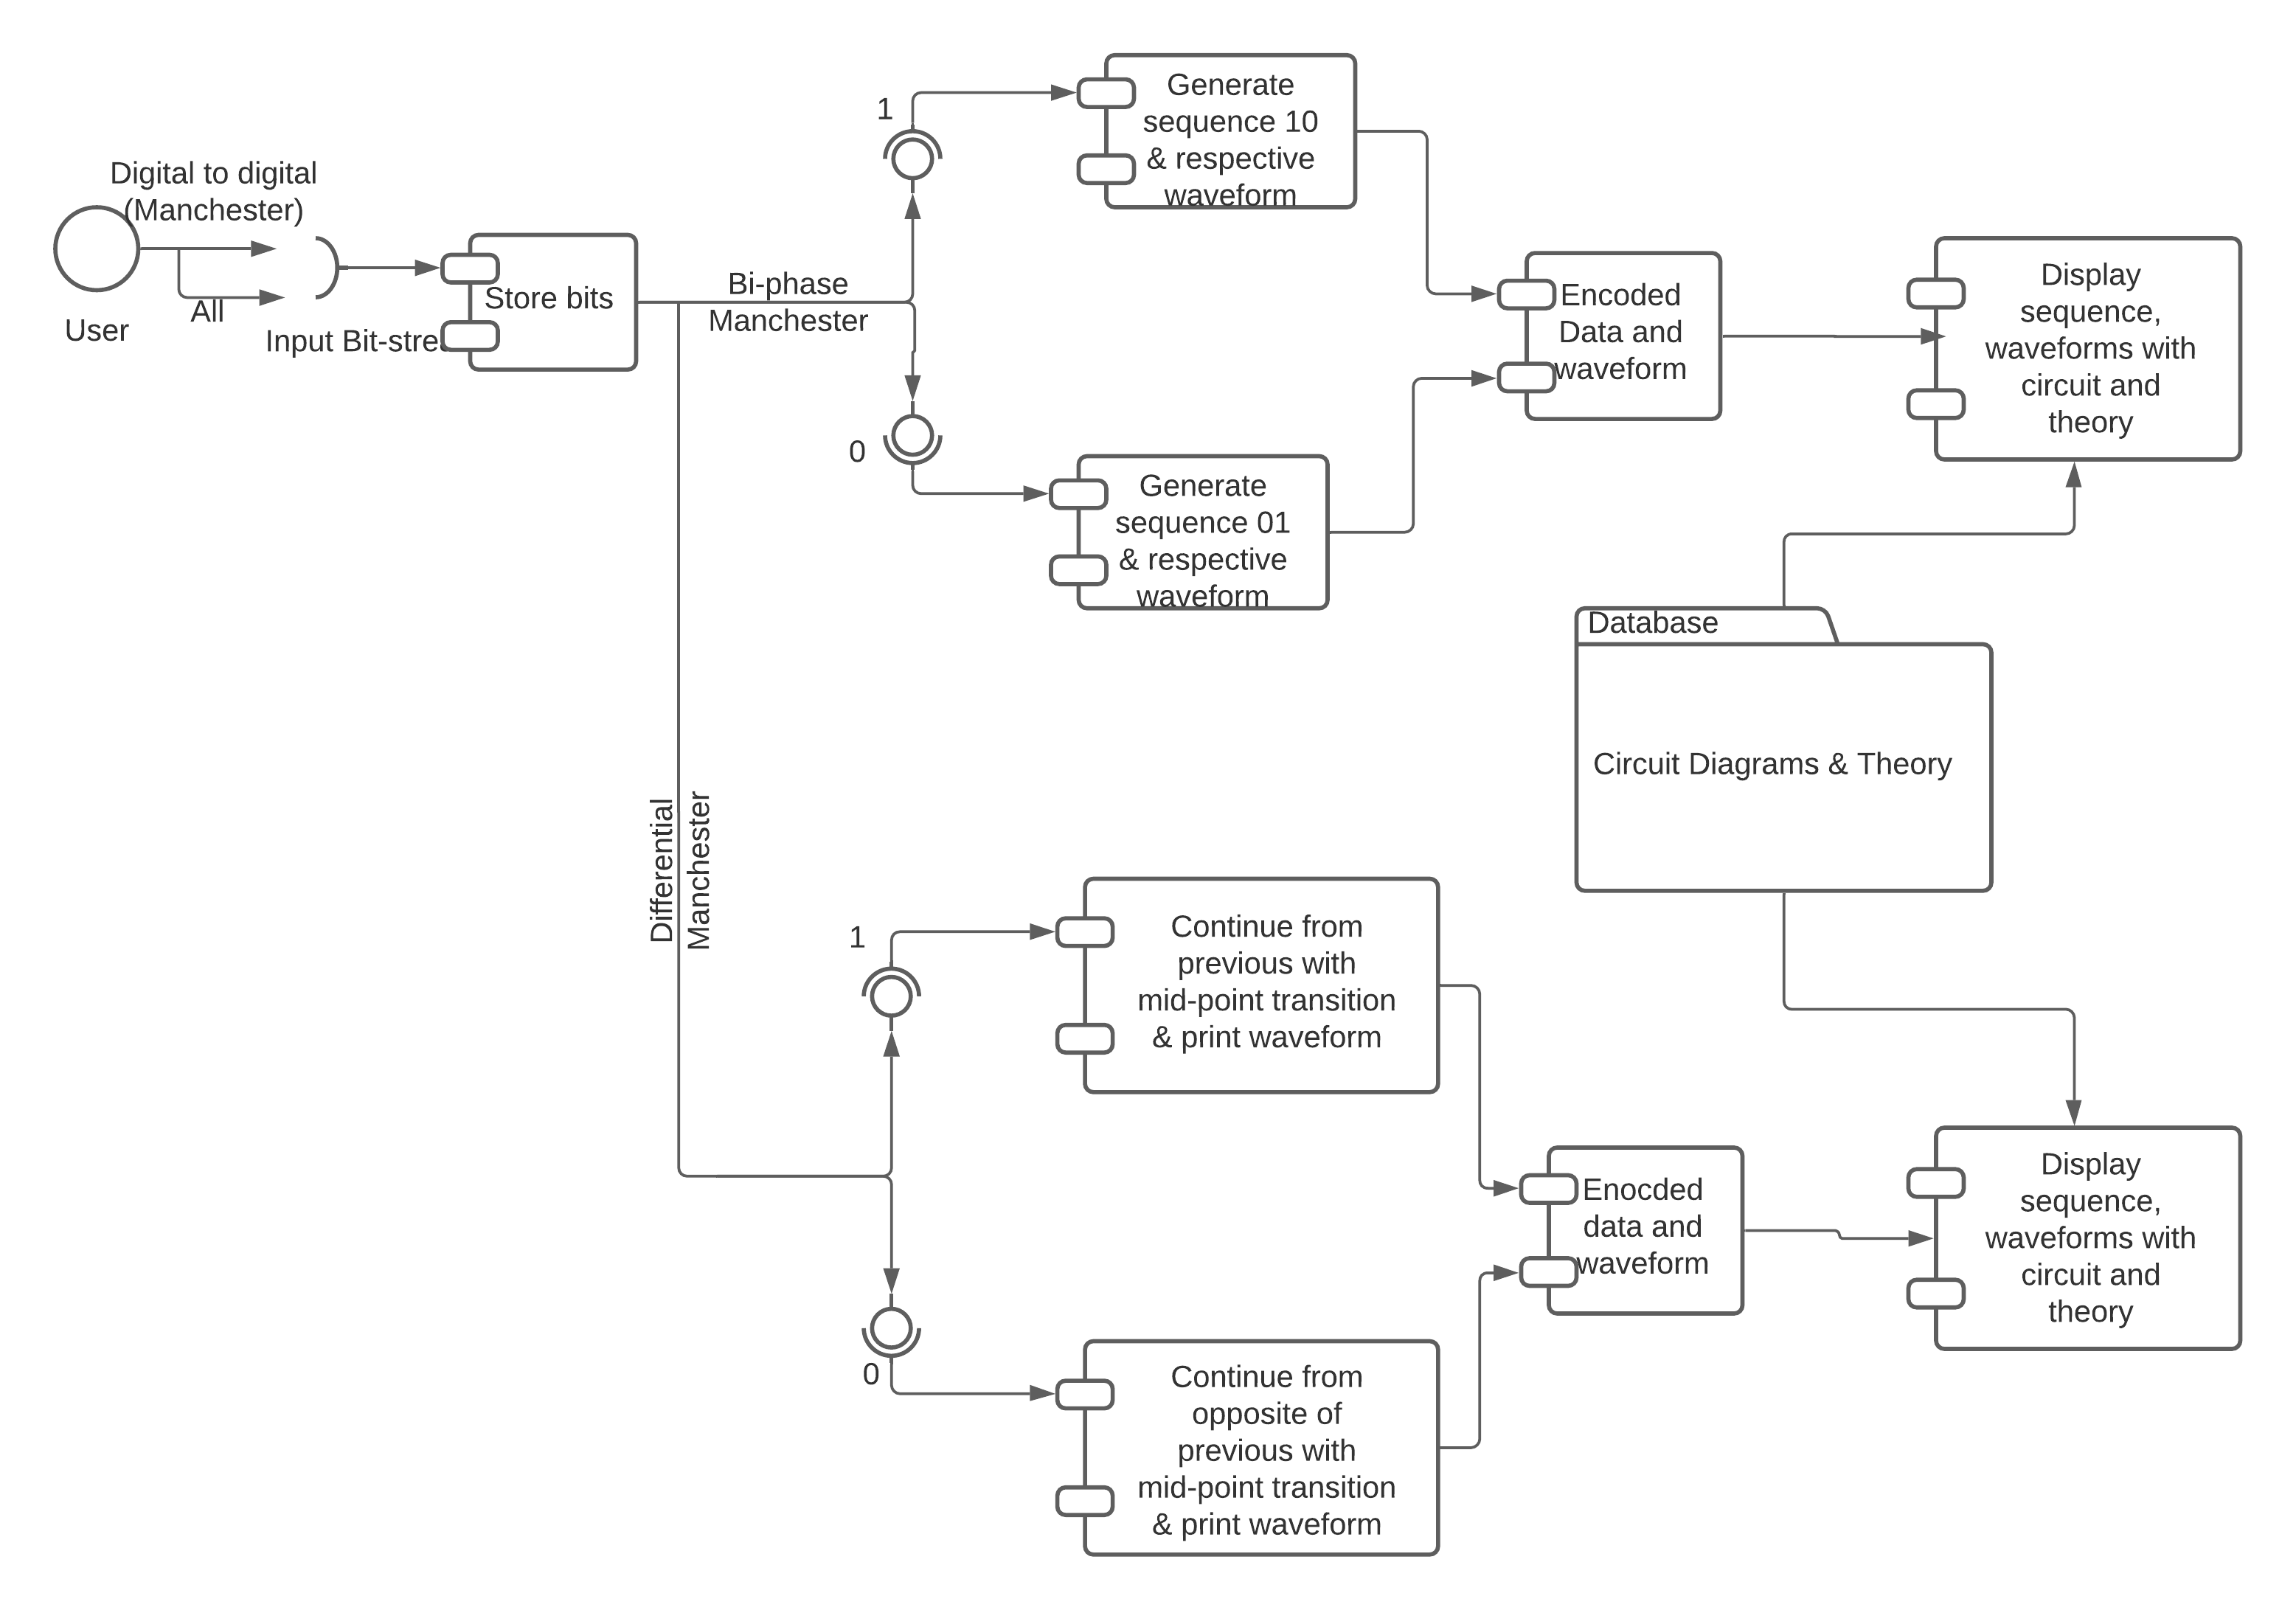 Digital to digital
(Manchester)
All
User
Input Bit-stre
Store bits
Bi-phase
Manchester
1
Generate
sequence 10
& respective
waveform
0
Generate
sequence 01
& respective
waveform
Encoded
Data and
waveform
Display
sequence,
waveforms with
circuit and
theory
Database
Circuit Diagrams & Theory
Differential
Manchester
1
Continue from
previous with
mid-point transition
& print waveform
0
Continue from
opposite of
previous with
mid-point transition
& print waveform
Enocded
data and
waveform
Display
sequence,
waveforms with
circuit and
theory